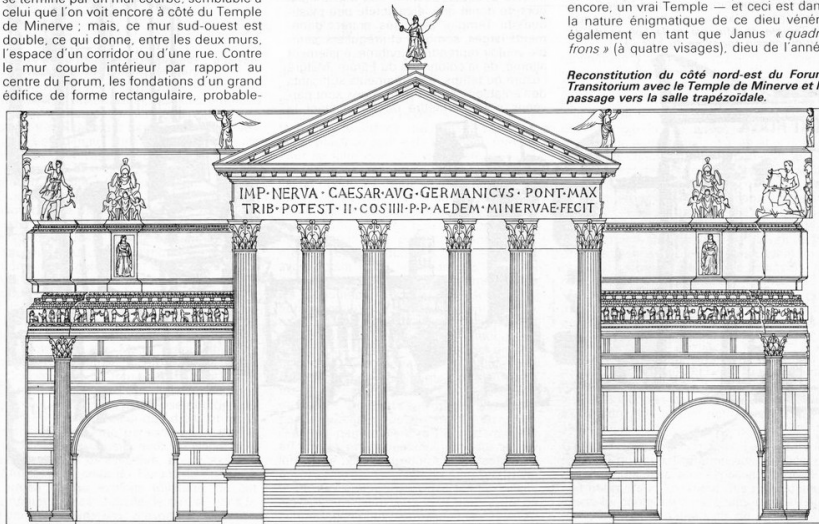 se termine par un mur courbe, semblable à
celui que l'on voit encore à côté du Temple
de Minerve ; mais, ce mur sud-ouest est
double, ce qui donne, entre les deux murs,
l'espace d'un corridor ou d'une rue. Contre
le mur courbe intérieur par rapport au
centre du Forum, les fondations d'un grand
édifice de forme rectangulaire, probable-
encore, un vrai Temple — et ceci est dan
la nature énigmatique de ce dieu vénér
également en tant que Janus « quadr
frons » (à quatre visages), dieu de l'anné
Reconstitution du côté nord-est du Forum
Transitorium avec le Temple de Minerve et l
passage vers la salle trapézoïdale.
IMP·NERVA·CAESAR·AVG·GERMANICVS·PONT·MAX
TRIB·POTEST·II·COSIIII·P·P·AEDEM·MINERVAE·FECIT